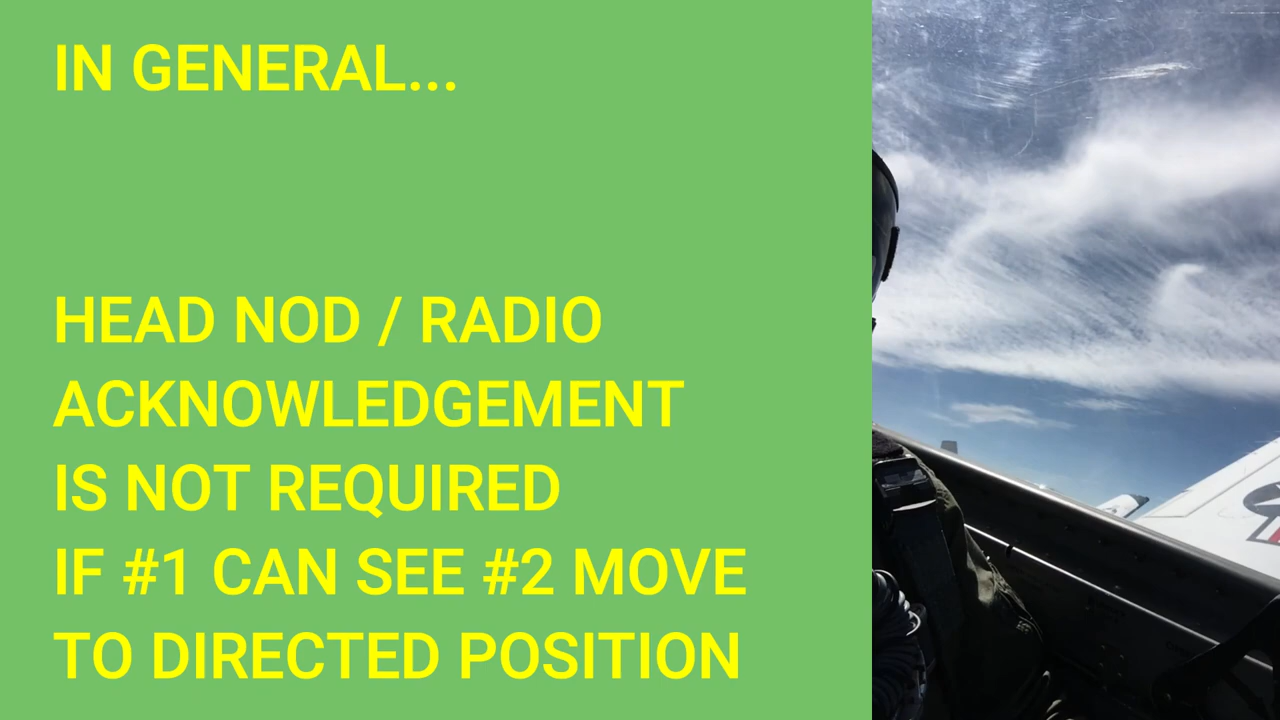 IN GENERAL...
HEAD NOD / RADIO
ACKNOWLEDGEMENT
IS NOT REQUIRED
IF #1 CAN SEE #2 MOVE
TO DIRECTED POSITION